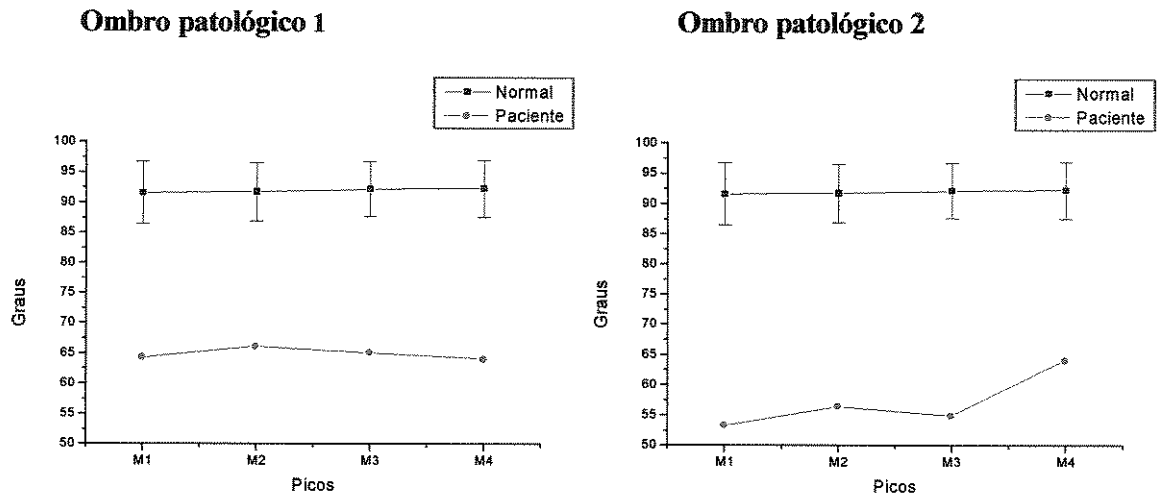 Ombro patológico 1
Normal
Paciente
100
95
90
85
80
75
70
65
60
55
50
Graus
M1 M2 M3 M4
Picos
Ombro patológico 2
Normal
Paciente
100
95
90
85
80
75
70
65
60
55
50
Graus
M1 M2 M3 M4
Picos